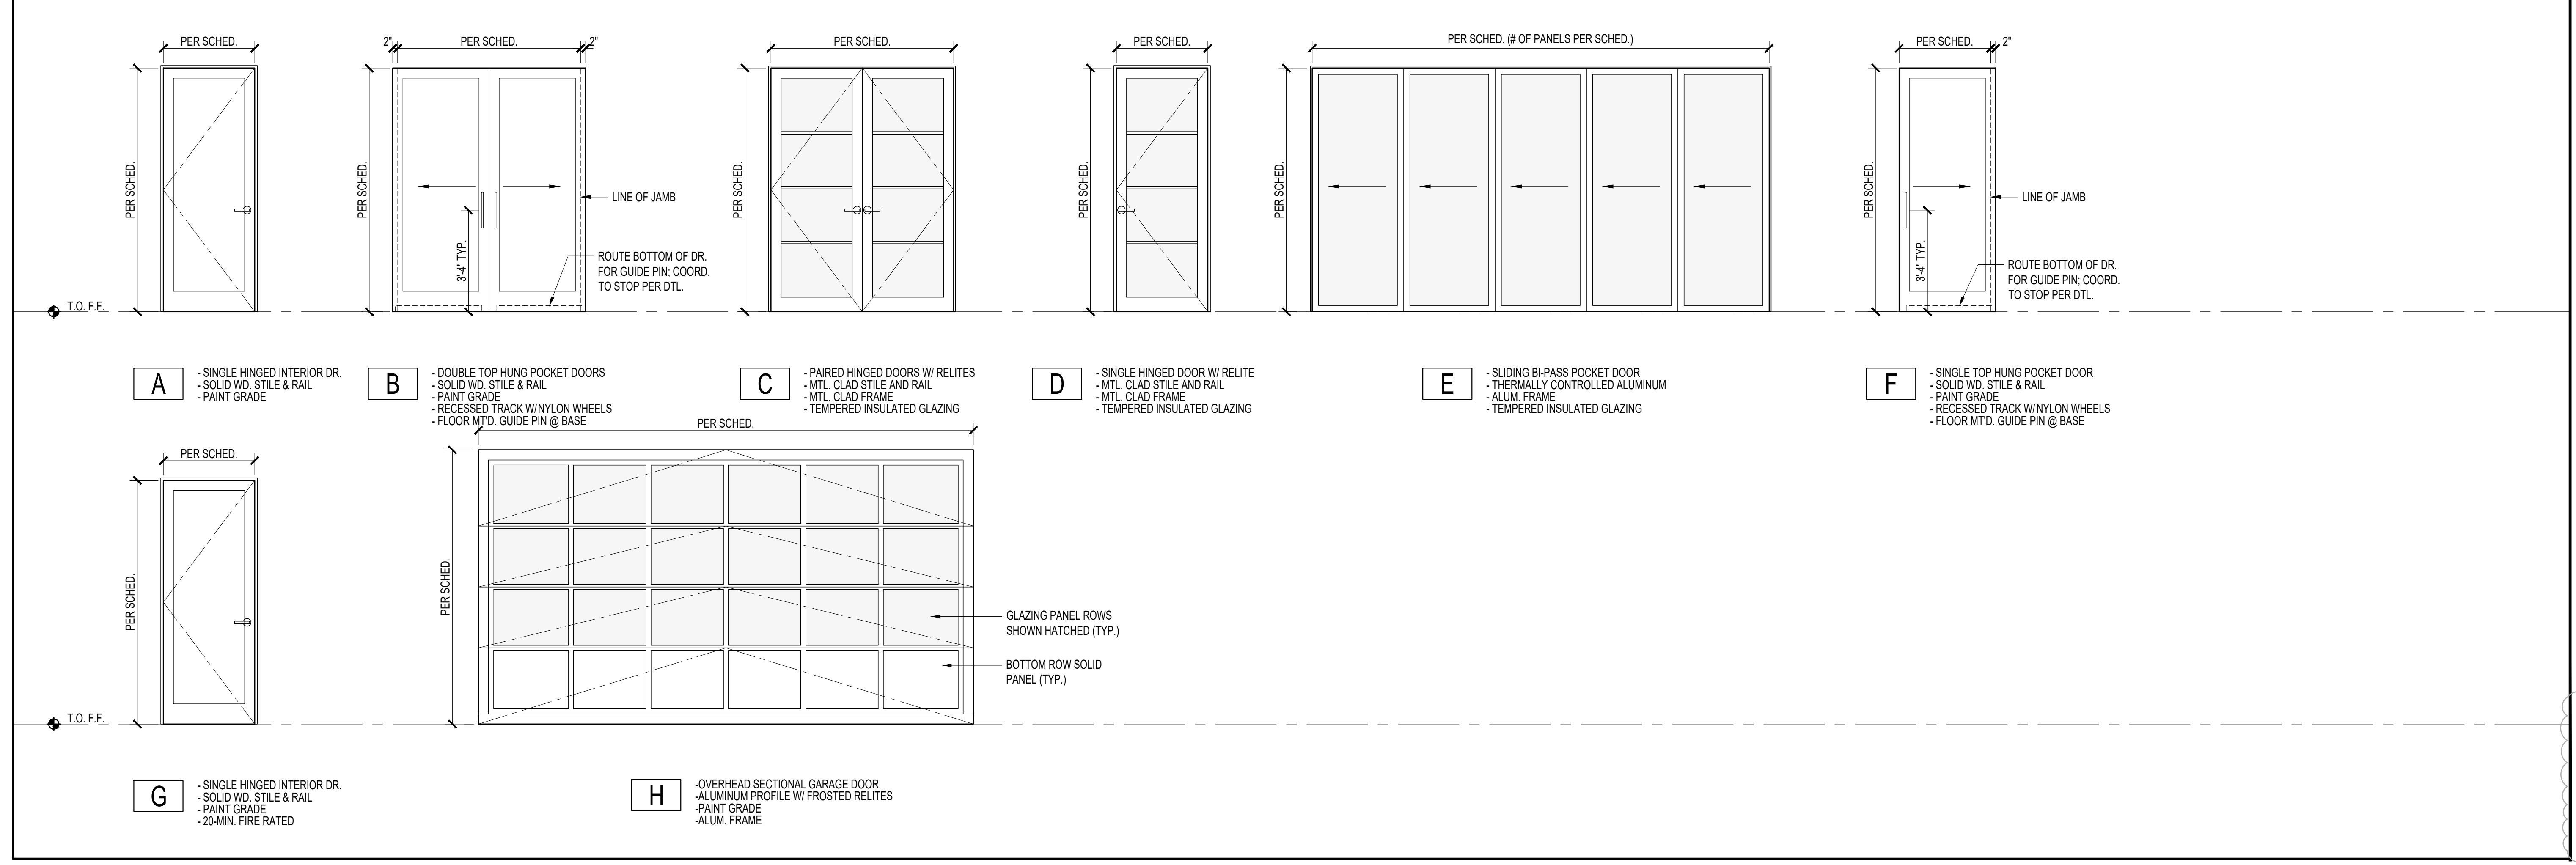 PER SCHED.
PER SCHED.
2"
PER SCHED.
2"
PER SCHED.
3'-4" TYP.
LINE OF JAMB
ROUTE BOTTOM OF DR.
FOR GUIDE PIN; COORD.
TO STOP PER DTL.
PER SCHED.
PER SCHED.
PER SCHED.
PER SCHED.
PER SCHED. (# OF PANELS PER SCHED.)
PER SCHED.
PER SCHED.
2"
PER SCHED.
3'-4" TYP.
LINE OF JAMB
ROUTE BOTTOM OF DR.
FOR GUIDE PIN; COORD.
TO STOP PER DTL.
T.O. F.F.
A
- SINGLE HINGED INTERIOR DR.
- SOLID WD. STILE & RAIL
- PAINT GRADE
B
- DOUBLE TOP HUNG POCKET DOORS
- SOLID WD. STILE & RAIL
- PAINT GRADE
- RECESSED TRACK W/ NYLON WHEELS
- FLOOR MT'D. GUIDE PIN @ BASE
C
- PAIRED HINGED DOORS W/ RELITES
- MTL. CLAD STILE AND RAIL
- MTL. CLAD FRAME
- TEMPERED INSULATED GLAZING
D
- SINGLE HINGED DOOR W/ RELITE
- MTL. CLAD STILE AND RAIL
- MTL. CLAD FRAME
- TEMPERED INSULATED GLAZING
E
- SLIDING BI-PASS POCKET DOOR
- THERMALLY CONTROLLED ALUMINUM
- ALUM. FRAME
- TEMPERED INSULATED GLAZING
F
- SINGLE TOP HUNG POCKET DOOR
- SOLID WD. STILE & RAIL
- PAINT GRADE
- RECESSED TRACK W/ NYLON WHEELS
- FLOOR MT'D. GUIDE PIN @ BASE
PER SCHED.
PER SCHED.
PER SCHED.
PER SCHED.
GLAZING PANEL ROWS
SHOWN HATCHED (TYP.)
BOTTOM ROW SOLID
PANEL (TYP.)
T.O. F.F.
G
- SINGLE HINGED INTERIOR DR.
- SOLID WD. STILE & RAIL
- PAINT GRADE
- 20-MIN. FIRE RATED
H
-OVERHEAD SECTIONAL GARAGE DOOR
-ALUMINUM PROFILE W/ FROSTED RELITES
-PAINT GRADE
-ALUM. FRAME